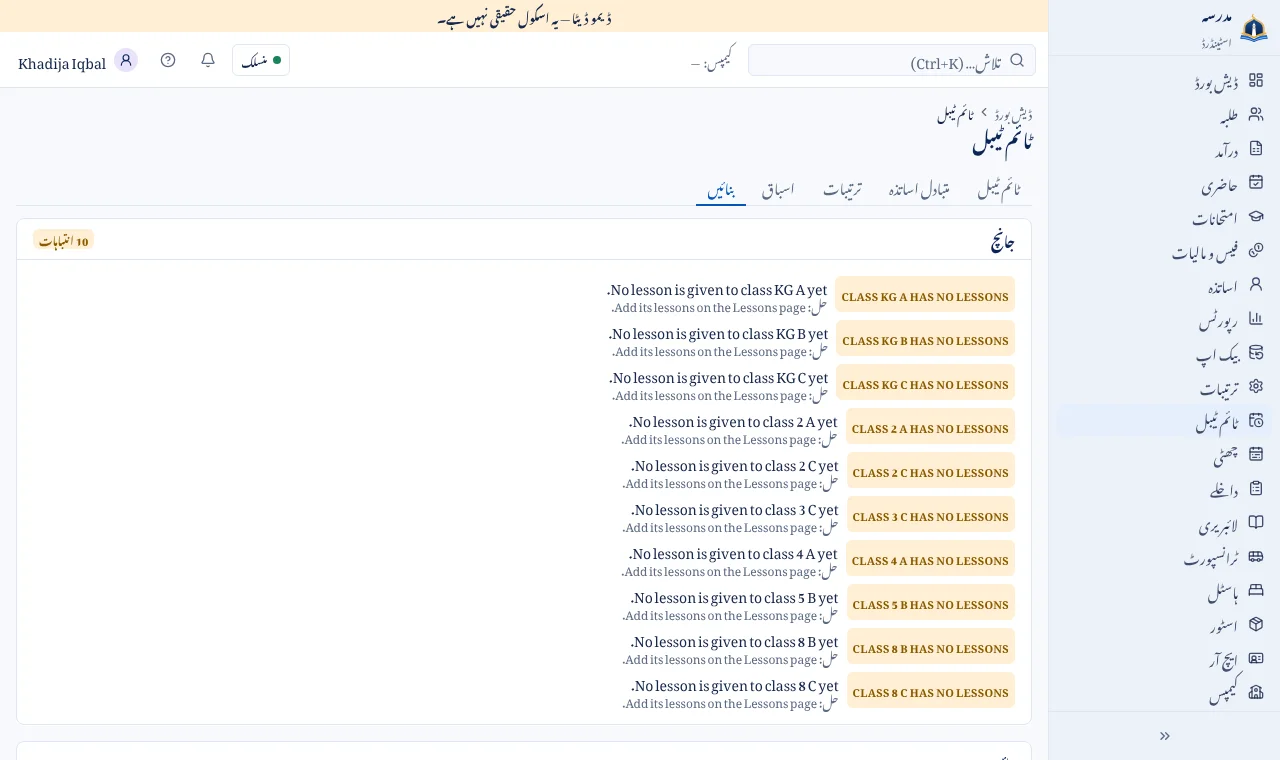 ڈیمو ڈیٹا — یہ اسکول حقیقی نہیں ہے۔
مدرسہ
اسٹینڈرڈ
تلاش... (Ctrl+K)
کیمپس: —
منسلک
Khadija Iqbal
ڈیش بورڈ
طلبہ
درآمد
حاضری
امتحانات
فیس و مالیات
اساتذہ
رپورٹس
بیک اپ
ترتیبات
ٹائم ٹیبل
چھٹی
داخلے
لائبریری
ٹرانسپورٹ
ہاسٹل
اسٹور
ایچ آر
کیمپس
ڈیش بورڈ
ٹائم ٹیبل
ٹائم ٹیبل
ٹائم ٹیبل
متبادل اساتذہ
ترتیبات
اسباق
بنائیں
جانچ
10 انتباہات
CLASS KG A HAS NO LESSONS
No lesson is given to class KG A yet.
حل: Add its lessons on the Lessons page.
CLASS KG B HAS NO LESSONS
No lesson is given to class KG B yet.
حل: Add its lessons on the Lessons page.
CLASS KG C HAS NO LESSONS
No lesson is given to class KG C yet.
حل: Add its lessons on the Lessons page.
CLASS 2 A HAS NO LESSONS
No lesson is given to class 2 A yet.
حل: Add its lessons on the Lessons page.
CLASS 2 C HAS NO LESSONS
No lesson is given to class 2 C yet.
حل: Add its lessons on the Lessons page.
CLASS 3 C HAS NO LESSONS
No lesson is given to class 3 C yet.
حل: Add its lessons on the Lessons page.
CLASS 4 A HAS NO LESSONS
No lesson is given to class 4 A yet.
حل: Add its lessons on the Lessons page.
CLASS 5 B HAS NO LESSONS
No lesson is given to class 5 B yet.
حل: Add its lessons on the Lessons page.
CLASS 8 B HAS NO LESSONS
No lesson is given to class 8 B yet.
حل: Add its lessons on the Lessons page.
CLASS 8 C HAS NO LESSONS
No lesson is given to class 8 C yet.
حل: Add its lessons on the Lessons page.